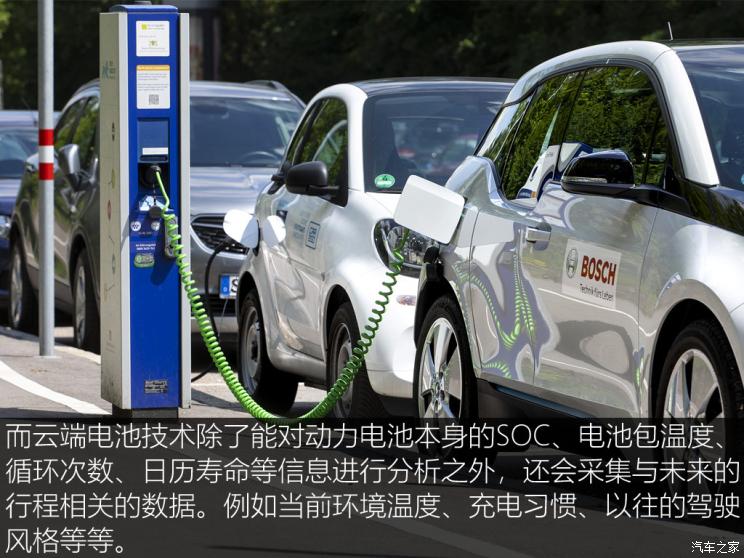 BOSCH
Technik fürs Leben
而云端电池技术除了能对动力电池本身的SOC、电池包温度、
循环次数、日历寿命等信息进行分析之外，还会采集与未来的
行程相关的数据。例如当前环境温度、充电习惯、以往的驾驶
风格等等。
汽车之家